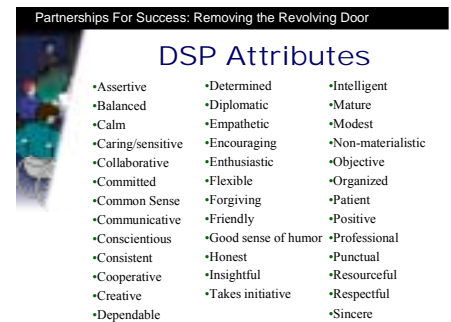 Partnerships For Success: Removing the Revolving Door
DSP Attributes
•Assertive
•Balanced
•Calm
•Caring/sensitive
•Collaborative
•Committed
•Common Sense
•Communicative
•Conscientious
•Consistent
•Cooperative
•Creative
•Dependable
•Determined
•Diplomatic
•Empathetic
•Encouraging
•Enthusiastic
•Flexible
•Forgiving
•Friendly
•Good sense of humor
•Honest
•Insightful
•Takes initiative
•Intelligent
•Mature
•Modest
•Non-materialistic
•Objective
•Organized
•Patient
•Positive
•Professional
•Punctual
•Resourceful
•Respectful
•Sincere